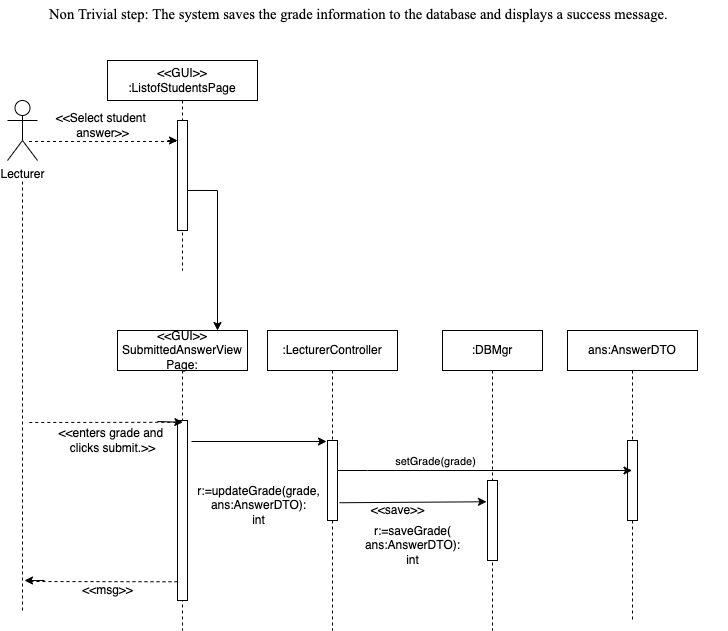 Non Trivial step: The system saves the grade information to the database and displays a success message.
<<GUI>>
:ListofStudentsPage
<<Select student
answer>>
Lecturer
<<GUI>>
SubmittedAnswerView
Page:
:LecturerController
:DBMgr
ans:AnswerDTO
<<enters grade and
clicks submit.>>
setGrade(grade)
r:=updateGrade(grade,
ans:AnswerDTO):
int
<<save>>
r:=saveGrade(
ans:AnswerDTO):
int
<<msg>>